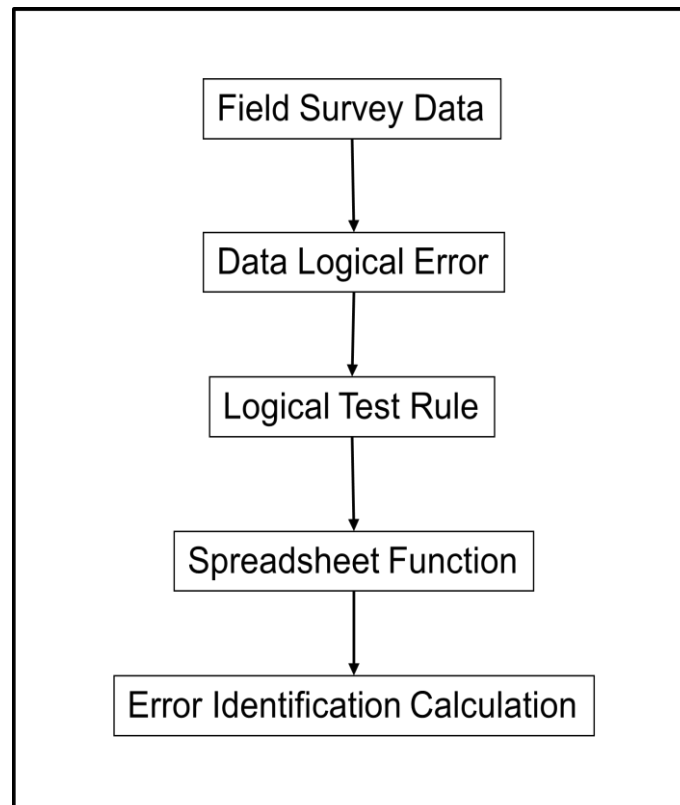 Field Survey Data
Data Logical Error
Logical Test Rule
Spreadsheet Function
Error Identification Calculation